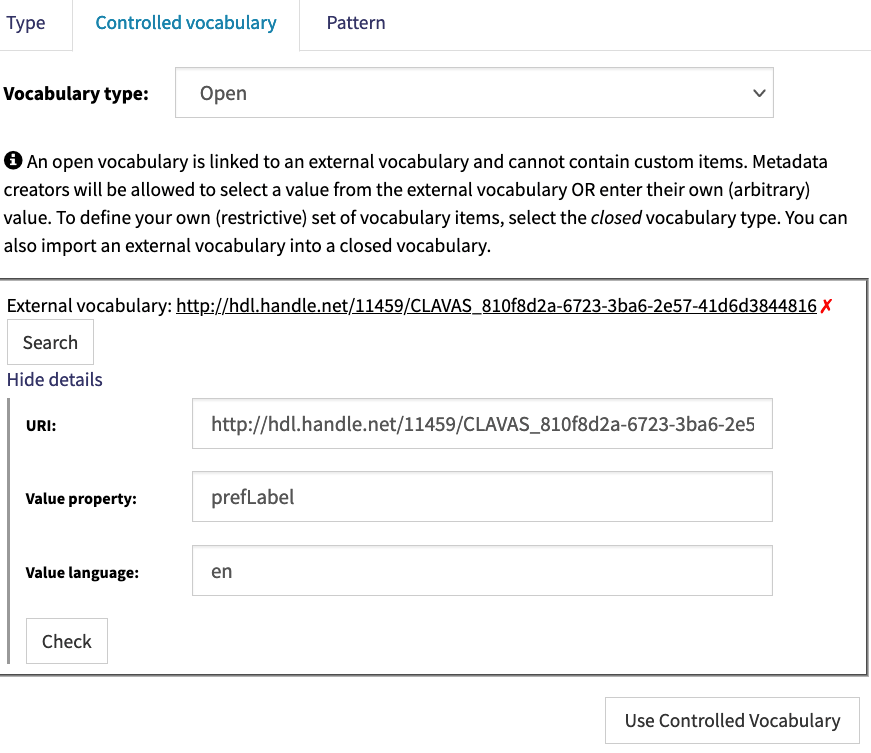 Type Controlled vocabulary Pattern
Vocabulary type: Open
An open vocabulary is linked to an external vocabulary and cannot contain custom items. Metadata
creators will be allowed to select a value from the external vocabulary OR enter their own (arbitrary)
value. To define your own (restrictive) set of vocabulary items, select the closed vocabulary type. You can
also import an external vocabulary into a closed vocabulary.
External vocabulary: http://hdl.handle.net/11459/CLAVAS_810f8d2a-6723-3ba6-2e57-41d6d3844816 ✗
Search
Hide details
URI: http://hdl.handle.net/11459/CLAVAS_810f8d2a-6723-3ba6-2e5
Value property: prefLabel
Value language: en
Check
Use Controlled Vocabulary